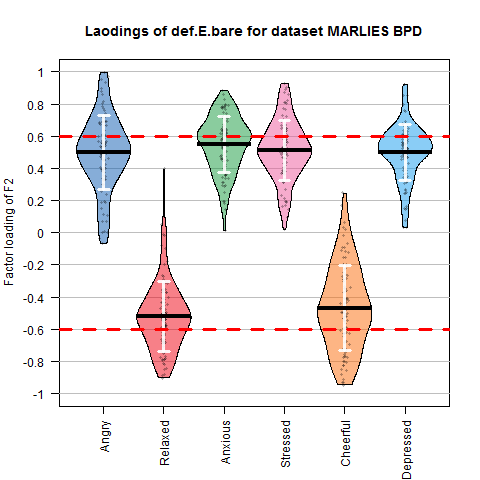 Laodings of def.E.bare for dataset MARLIES BPD
Factor loading of F2
1
0.8
0.6
0.4
0.2
0
-0.2
-0.4
-0.6
-0.8
-1
Angry
Relaxed
Anxious
Stressed
Cheerful
Depressed